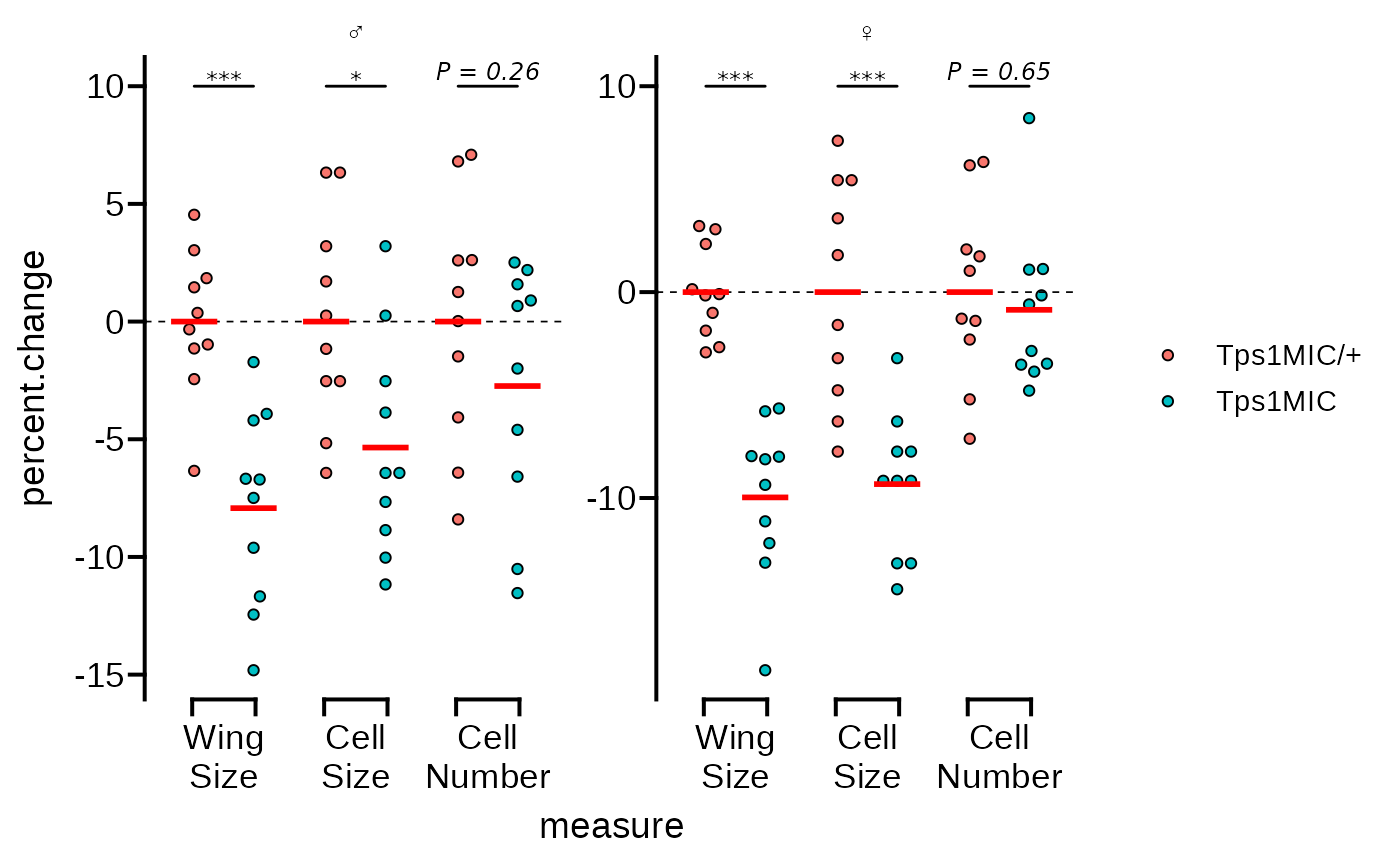 ♂ ♀
*** * P = 0.26 *** *** P = 0.65
10 10
5
0 0
-5
-10 -10
-15
percent.change
Tps1MIC/+
Tps1MIC
Wing Cell Cell Wing Cell Cell
Size Size Number Size Size Number
measure